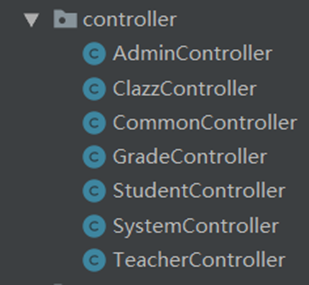 controller
AdminController
ClazzController
CommonController
GradeController
StudentController
SystemController
TeacherController